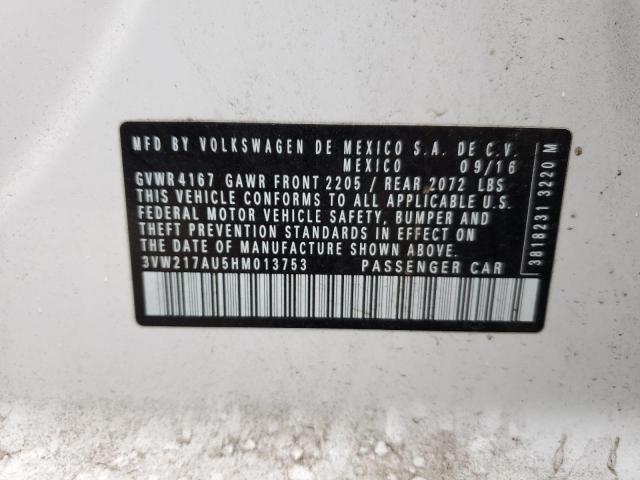 MFD BY VOLKSWAGEN DE MEXICO S.A. DE C.V.
MEXICO 09/16
GVWR 4167 GAWR FRONT 2205 / REAR 2072 LBS
THIS VEHICLE CONFORMS TO ALL APPLICABLE U.S.
FEDERAL MOTOR VEHICLE SAFETY, BUMPER AND
THEFT PREVENTION STANDARDS IN EFFECT ON THE
DATE OF MANUFACTURE SHOWN ABOVE.
3VW217AU5HM013753 PASSENGER CAR
3818231 3220 M